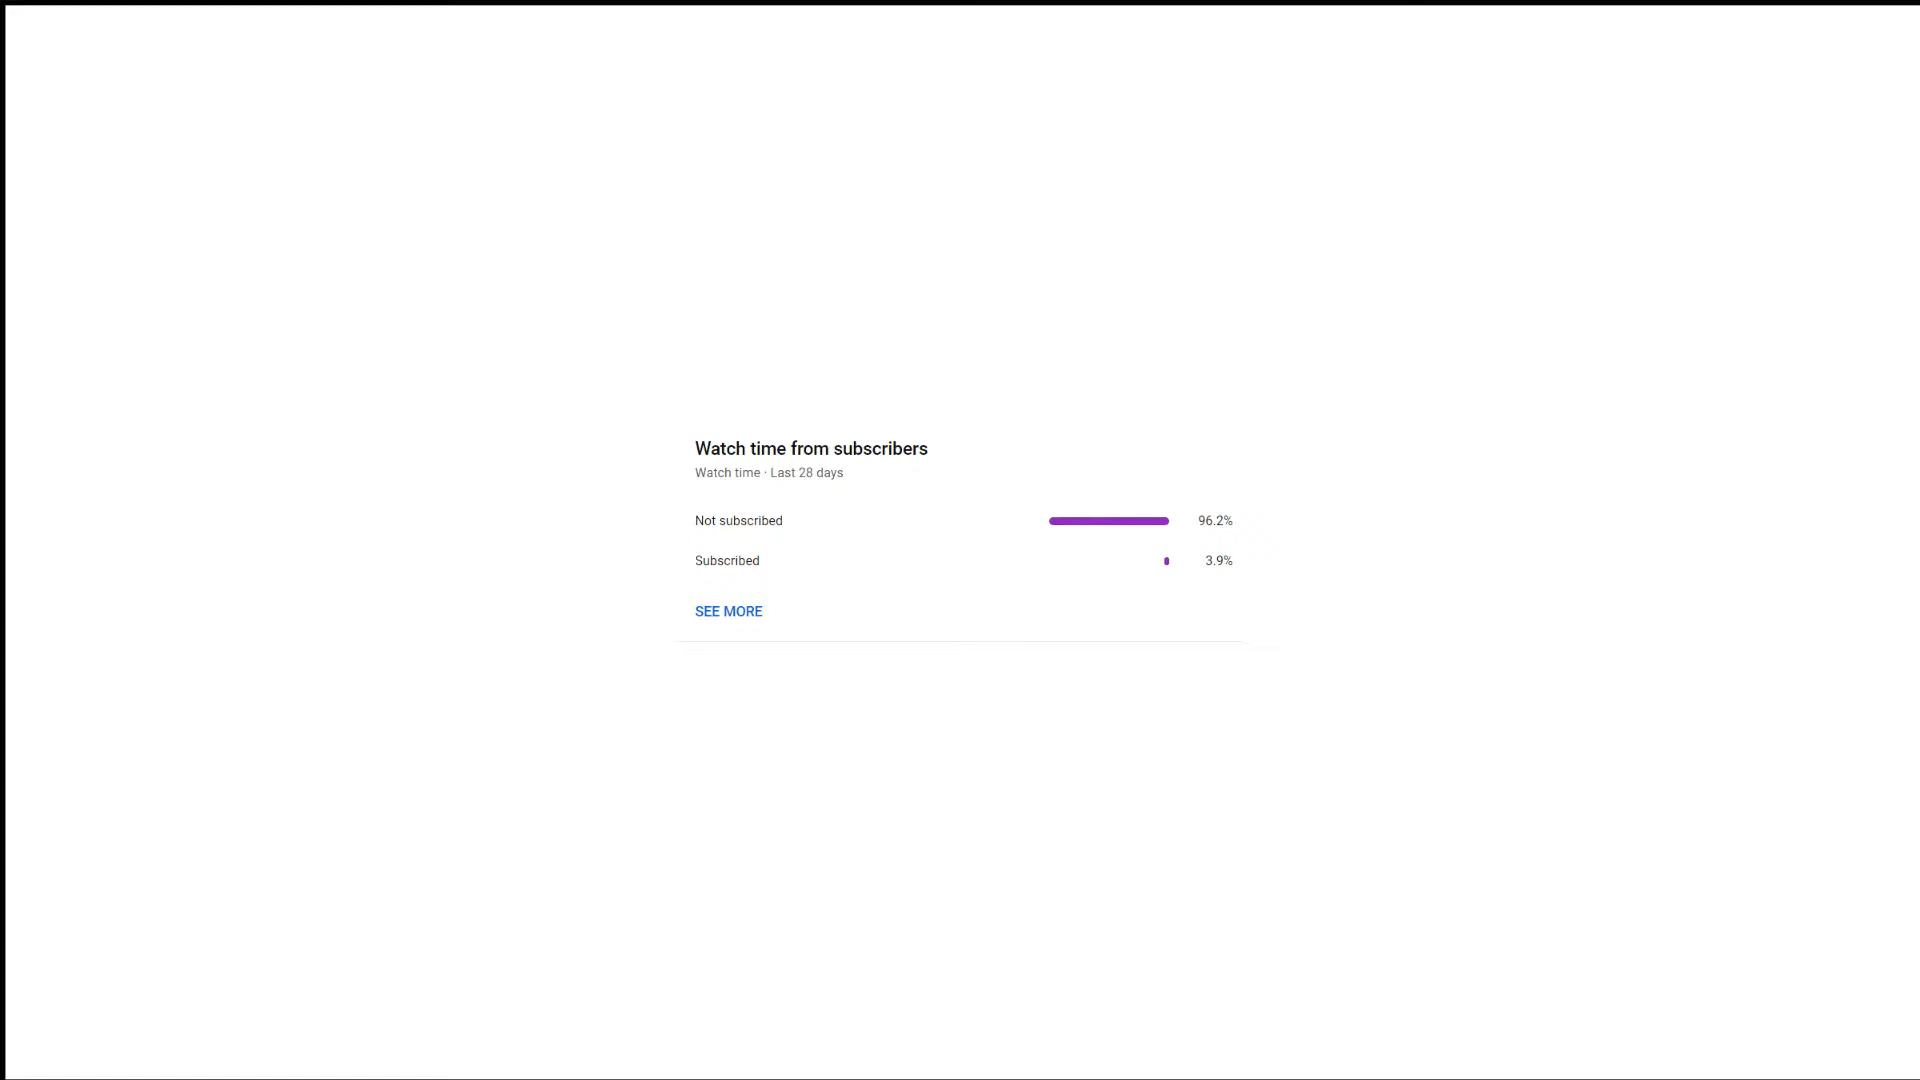 Watch time from subscribers
Watch time · Last 28 days
Not subscribed 96.2%
Subscribed 3.9%
SEE MORE